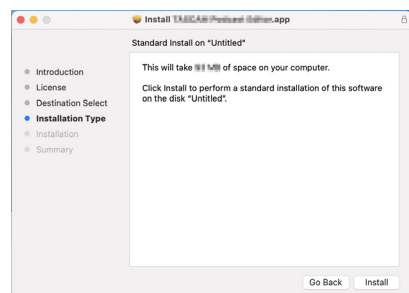 Install .app
Standard Install on “Untitled”
Introduction
License
Destination Select
Installation Type
Installation
Summary
This will take of space on your computer.
Click Install to perform a standard installation of this software
on the disk “Untitled”.
Go Back
Install